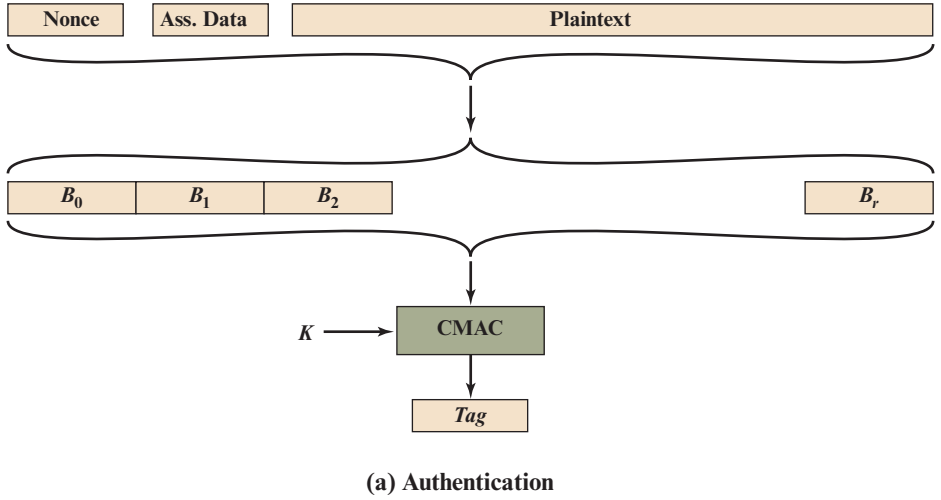 Nonce Ass. Data Plaintext
B0 B1 B2 Br
K CMAC
Tag
(a) Authentication